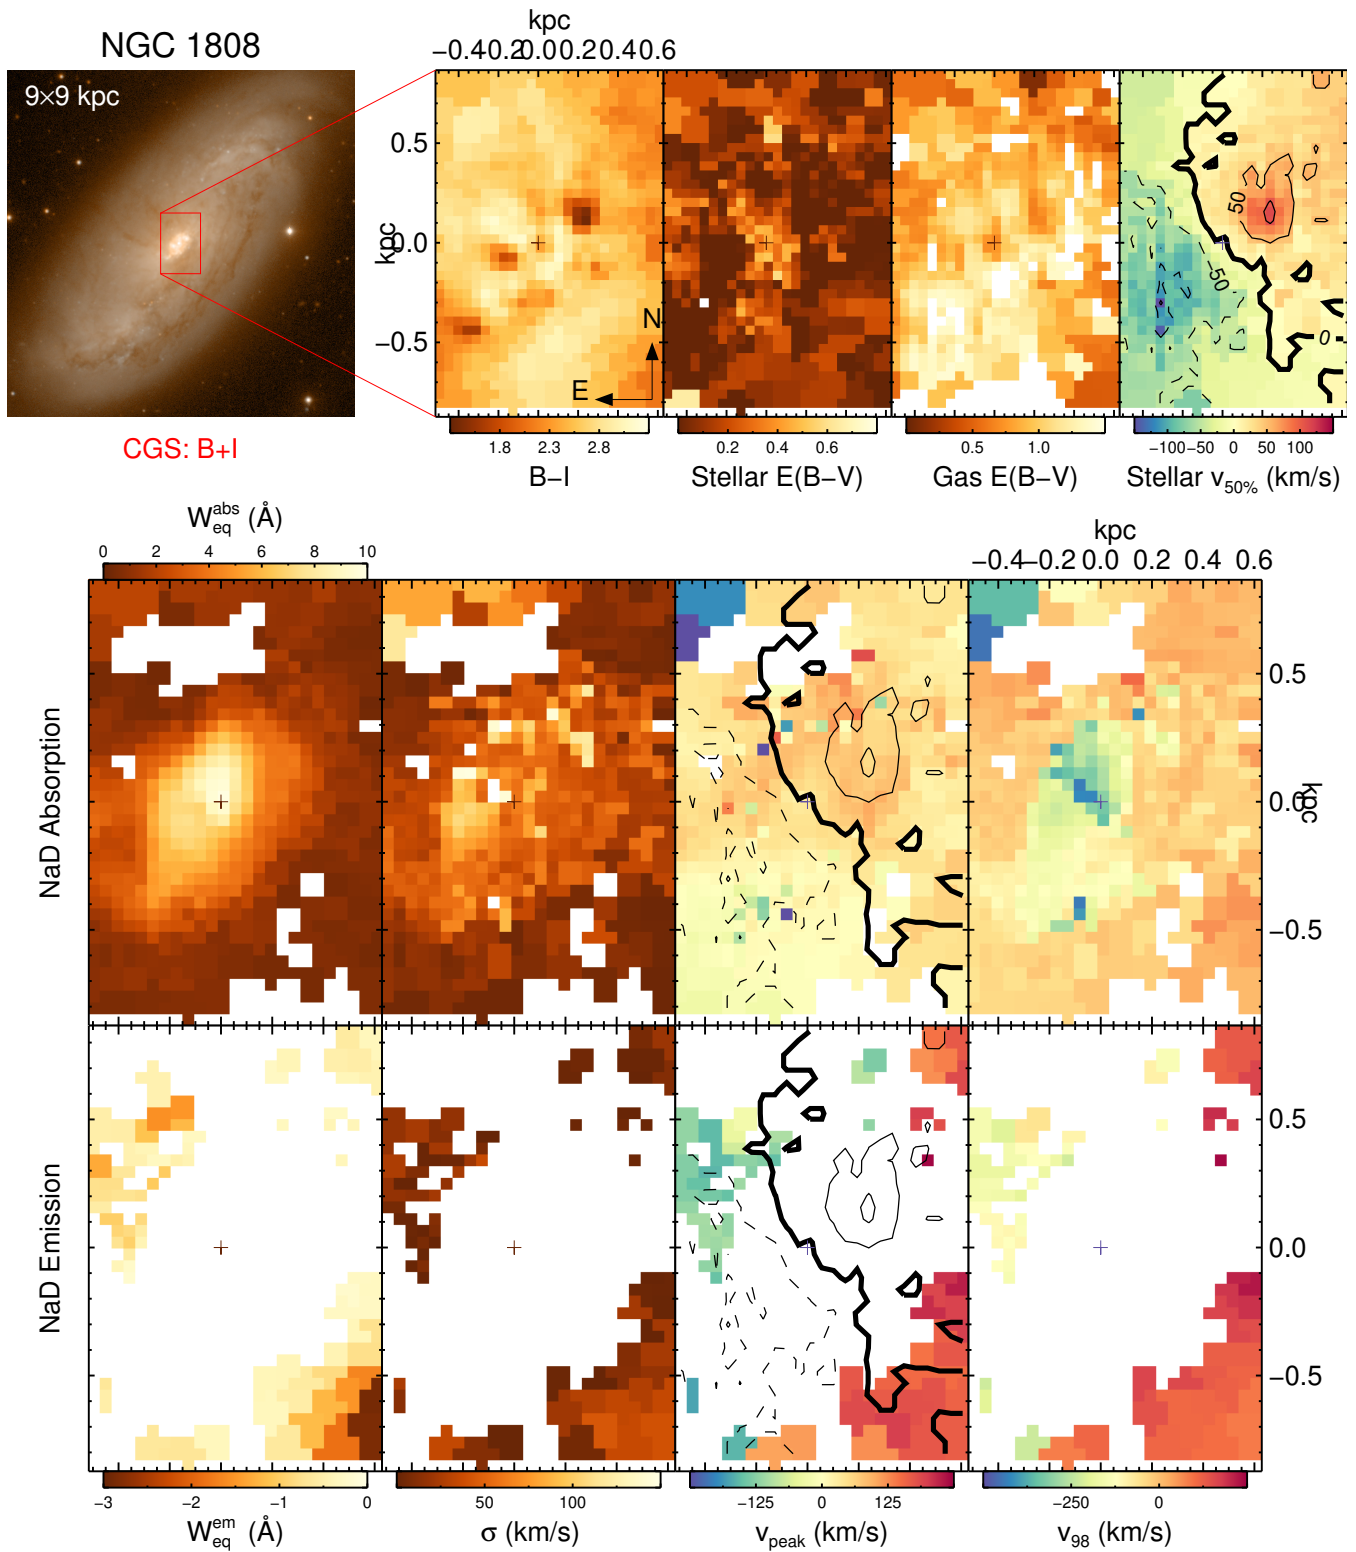 NGC 1808
9×9 kpc
CGS: B+I
kpc
−0.4−0.20.00.20.40.6
kpc
0.5
0.0
−0.5
N
E
50
−50
0
1.8 2.3 2.8
B−I
0.2 0.4 0.6
Stellar E(B−V)
0.5 1.0
Gas E(B−V)
−100 −50 0 50 100
Stellar v50% (km/s)
Weq^abs (Å)
0 2 4 6 8 10
kpc
−0.4 −0.2 0.0 0.2 0.4 0.6
NaD Absorption
0.5
0.0
−0.5
kpc
NaD Emission
0.5
0.0
−0.5
−3 −2 −1 0
Weq^em (Å)
50 100
σ (km/s)
−125 0 125
vpeak (km/s)
−250 0
v98 (km/s)